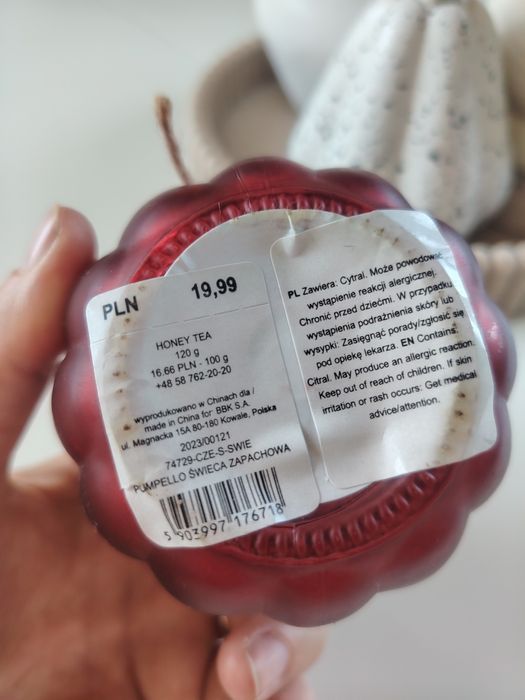 PLN 19,99
HONEY TEA
120 g
16.66 PLN - 100 g
+48 58 762-20-20
wyprodukowano w Chinach dla /
made in China for BBK S.A.
ul. Magnacka 15A 80-180 Kowale, Polska
2023/00121
74729-CZE-S-SWIE
PUMPELLO ŚWIECA ZAPACHOWA
5 903997 176718
PL Zawiera. Cytral. Może powodować
wystąpienie reakcji alergicznej.
Chronić przed dziećmi. W przypadku
wystąpienia podrażnienia skóry lub
wysypki: Zasięgnąć porady/zgłosić się
pod opiekę lekarza. EN Contains:
Citral. May produce an allergic reaction.
Keep out of reach of children. If skin
irritation or rash occurs: Get medical
advice/attention.